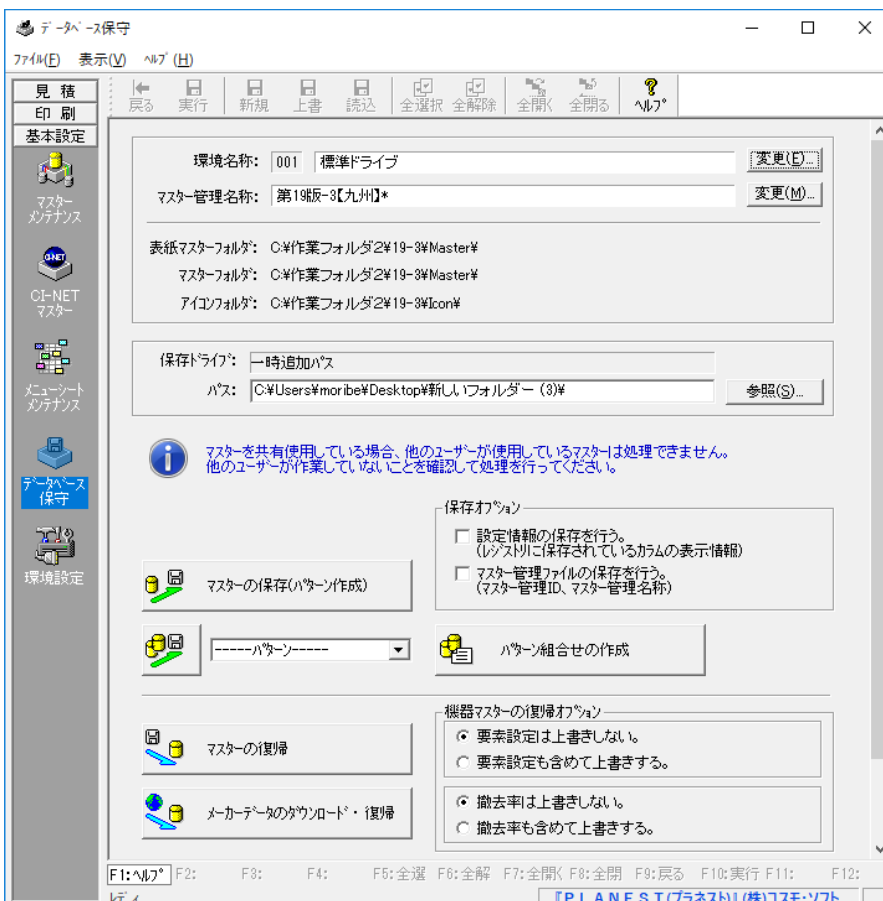 ﾃﾞｰﾀﾍﾞｰｽ保守
ﾌｧｲﾙ(F) 表示(V) ﾍﾙﾌﾟ(H)
見 積
印 刷
基本設定
戻る 実行 新規 上書 読込 全選択 全解除 全開く 全閉る ﾍﾙﾌﾟ
ﾏｽﾀｰ
ﾒﾝﾃﾅﾝｽ
CI-NET
CI-NET
ﾏｽﾀｰ
ﾒﾆｭｰｼｰﾄ
ﾒﾝﾃﾅﾝｽ
ﾃﾞｰﾀﾍﾞｰｽ
保守
環境設定
環境名称: 001 標準ドライブ 変更(E)...
ﾏｽﾀｰ管理名称: 第19版-3【九州】* 変更(M)...
表紙ﾏｽﾀｰﾌｫﾙﾀﾞ: C:¥作業フォルダ2¥19-3¥Master¥
ﾏｽﾀｰﾌｫﾙﾀﾞ: C:¥作業フォルダ2¥19-3¥Master¥
ｱｲｺﾝﾌｫﾙﾀﾞ: C:¥作業フォルダ2¥19-3¥Icon¥
保存ﾄﾞﾗｲﾌﾞ: 一時追加ﾊﾟｽ
ﾊﾟｽ: C:¥Users¥moribe¥Desktop¥新しいフォルダー (3)¥ 参照(S)...
ﾏｽﾀｰを共有使用している場合、他のﾕｰｻﾞｰが使用しているﾏｽﾀｰは処理できません。
他のﾕｰｻﾞｰが作業していないことを確認して処理を行ってください。
保存ｵﾌﾟｼｮﾝ
設定情報の保存を行う。
(ﾚｼﾞｽﾄﾘに保存されているｶﾗﾑの表示情報)
ﾏｽﾀｰ管理ﾌｧｲﾙの保存を行う。
(ﾏｽﾀｰ管理ID、ﾏｽﾀｰ管理名称)
ﾏｽﾀｰの保存(ﾊﾟﾀｰﾝ作成)
-----ﾊﾟﾀｰﾝ----- ﾊﾟﾀｰﾝ組合せの作成
機器ﾏｽﾀｰの復帰ｵﾌﾟｼｮﾝ
要素設定は上書きしない。
要素設定も含めて上書きする。
ﾏｽﾀｰの復帰
撤去率は上書きしない。
撤去率も含めて上書きする。
ﾒｰｶｰﾃﾞｰﾀのﾀﾞｳﾝﾛｰﾄﾞ・復帰
F1:ﾍﾙﾌﾟ F2: F3: F4: F5:全選 F6:全解 F7:全開く F8:全閉 F9:戻る F10:実行 F11: F12:
ﾚﾃﾞｨ 『PLANEST(プラネスト)』(株)コスモ・ソフト